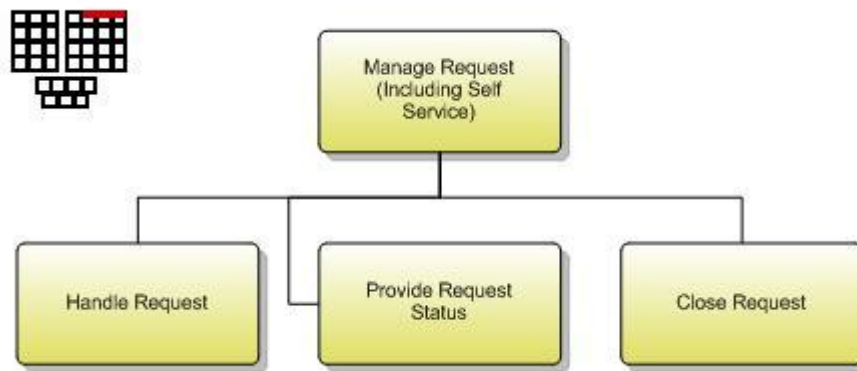 Manage Request
(Including Self
Service)
Handle Request
Provide Request
Status
Close Request